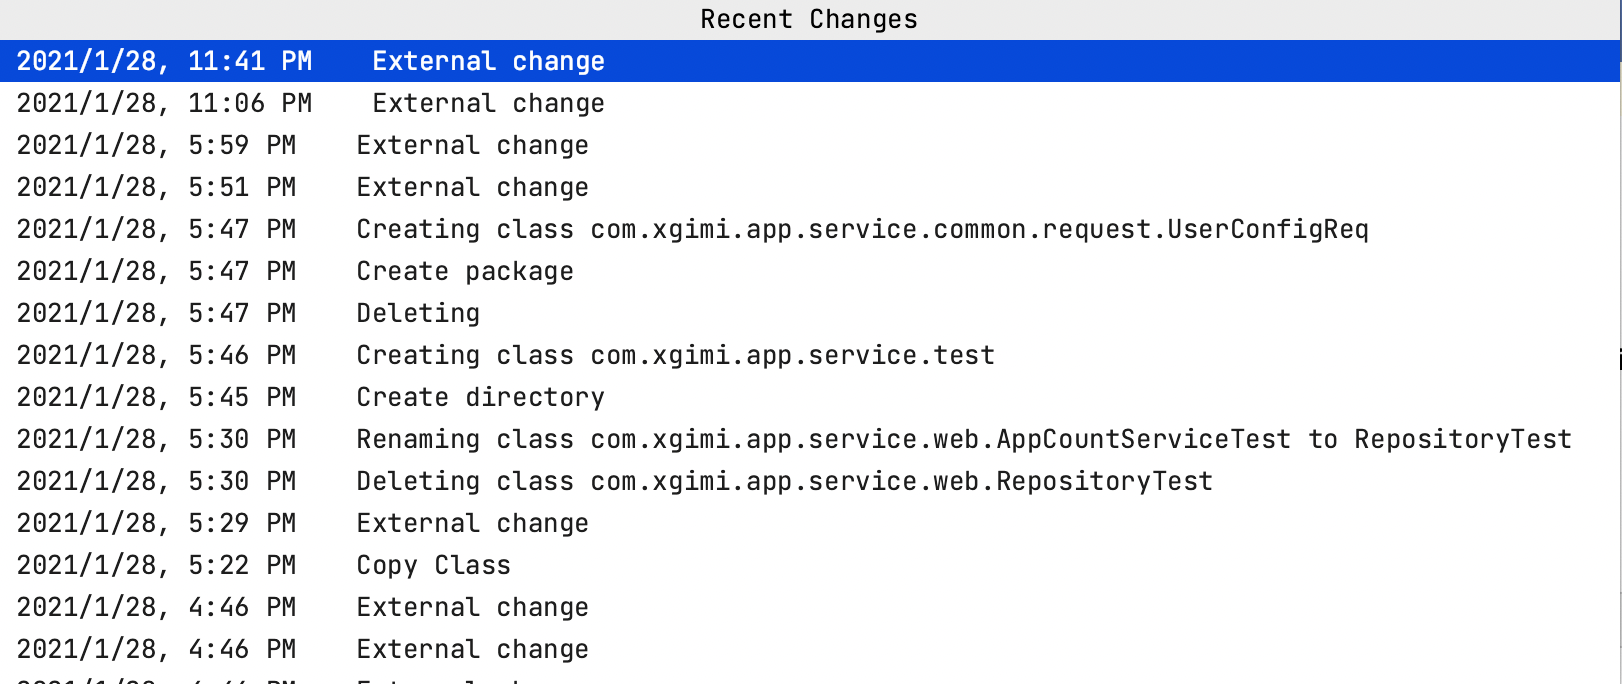 Recent Changes
2021/1/28, 11:41 PM External change
2021/1/28, 11:06 PM External change
2021/1/28, 5:59 PM External change
2021/1/28, 5:51 PM External change
2021/1/28, 5:47 PM Creating class com.xgimi.app.service.common.request.UserConfigReq
2021/1/28, 5:47 PM Create package
2021/1/28, 5:47 PM Deleting
2021/1/28, 5:46 PM Creating class com.xgimi.app.service.test
2021/1/28, 5:45 PM Create directory
2021/1/28, 5:30 PM Renaming class com.xgimi.app.service.web.AppCountServiceTest to RepositoryTest
2021/1/28, 5:30 PM Deleting class com.xgimi.app.service.web.RepositoryTest
2021/1/28, 5:29 PM External change
2021/1/28, 5:22 PM Copy Class
2021/1/28, 4:46 PM External change
2021/1/28, 4:46 PM External change